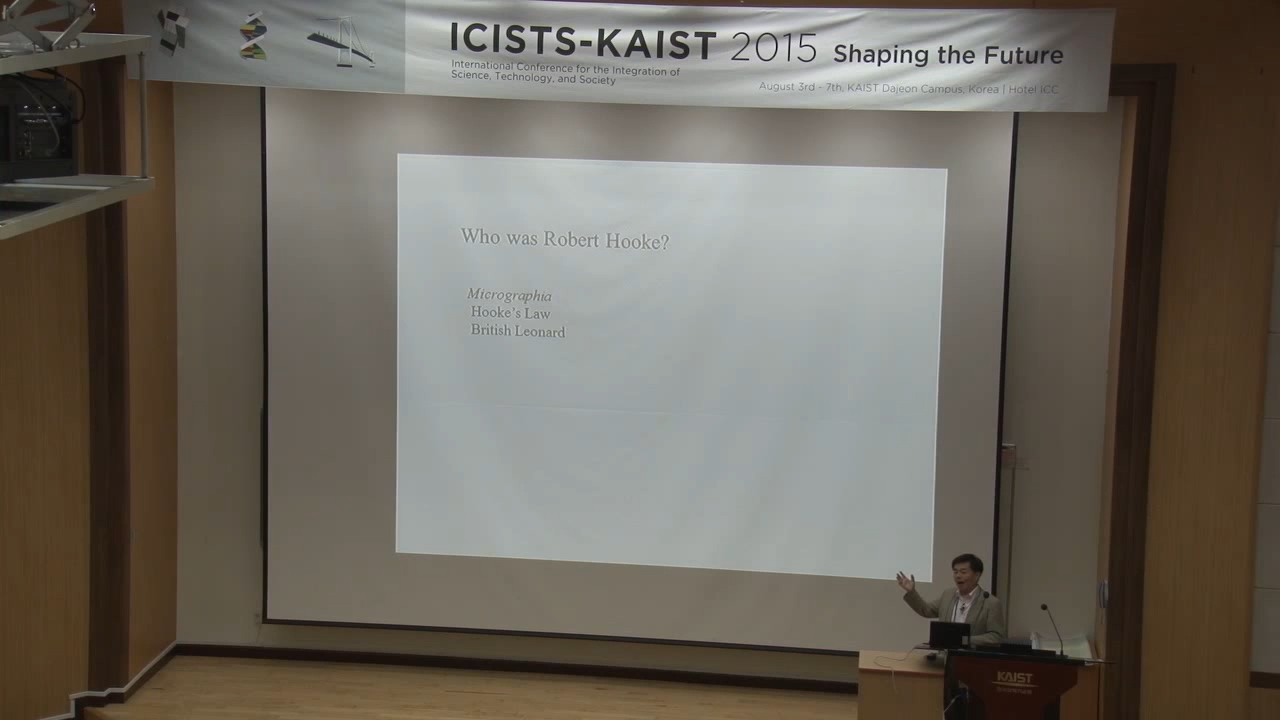 ICISTS-KAIST 2015 Shaping the Future
International Conference for the Integration of
Science, Technology, and Society
August 3rd - 7th, KAIST Dajeon Campus, Korea | Hotel ICC
Who was Robert Hooke?
Micrographia
Hooke's Law
British Leonard
KAIST